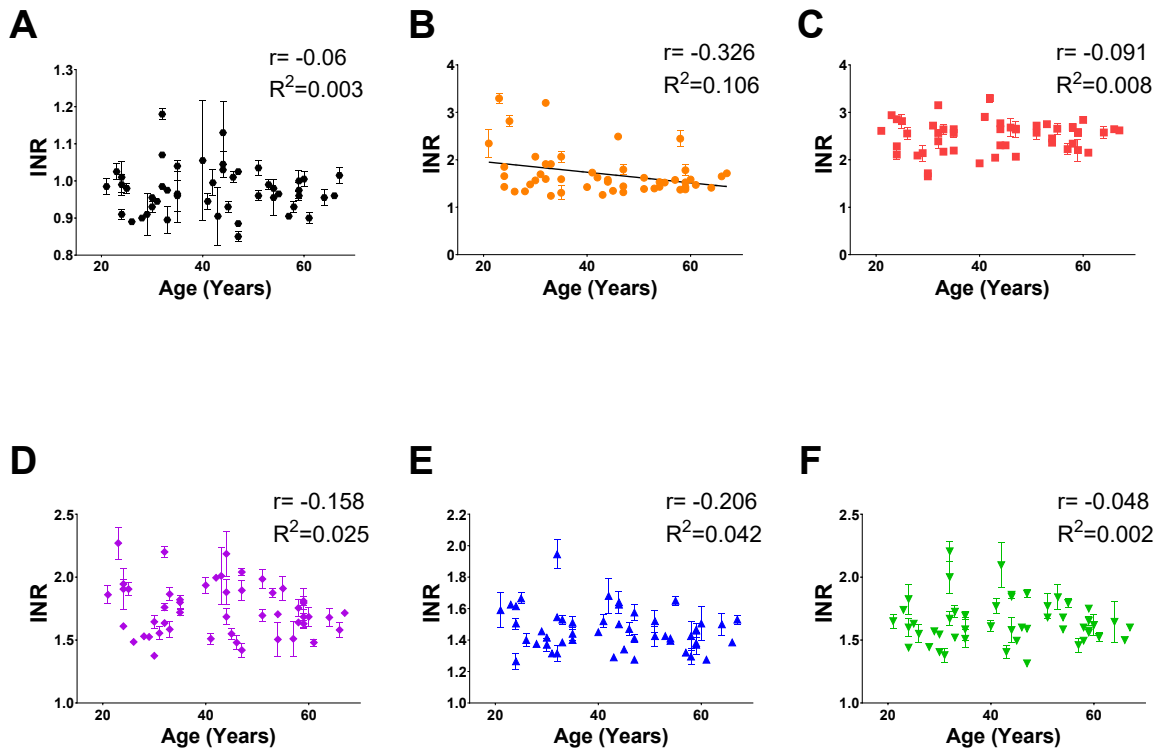 A
r= -0.06
R²=0.003
INR
1.3
1.2
1.1
1.0
0.9
0.8
20 40 60
Age (Years)
B
r= -0.326
R²=0.106
INR
4
3
2
1
0
20 40 60
Age (Years)
C
r= -0.091
R²=0.008
INR
4
3
2
1
0
20 40 60
Age (Years)
D
r= -0.158
R²=0.025
INR
2.5
2.0
1.5
1.0
20 40 60
Age (Years)
E
r= -0.206
R²=0.042
INR
2.2
2.0
1.8
1.6
1.4
1.2
1.0
20 40 60
Age (Years)
F
r= -0.048
R²=0.002
INR
2.5
2.0
1.5
1.0
20 40 60
Age (Years)